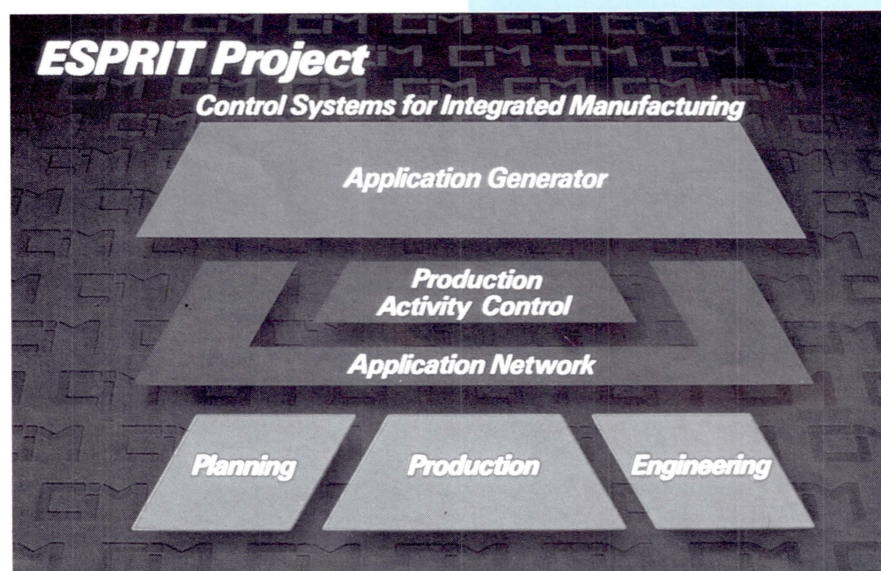 ESPRIT Project
Control Systems for Integrated Manufacturing
Application Generator
Production
Activity Control
Application Network
Planning
Production
Engineering